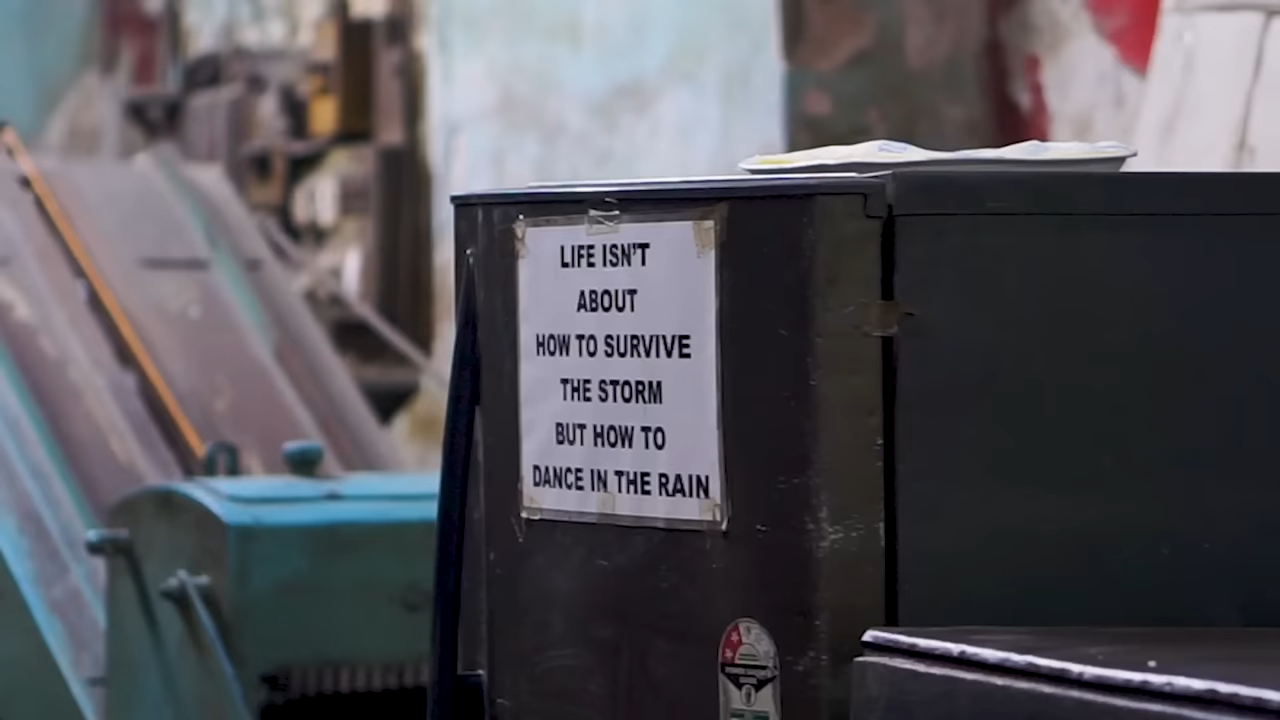 LIFE ISN'T
ABOUT
HOW TO SURVIVE
THE STORM
BUT HOW TO
DANCE IN THE RAIN